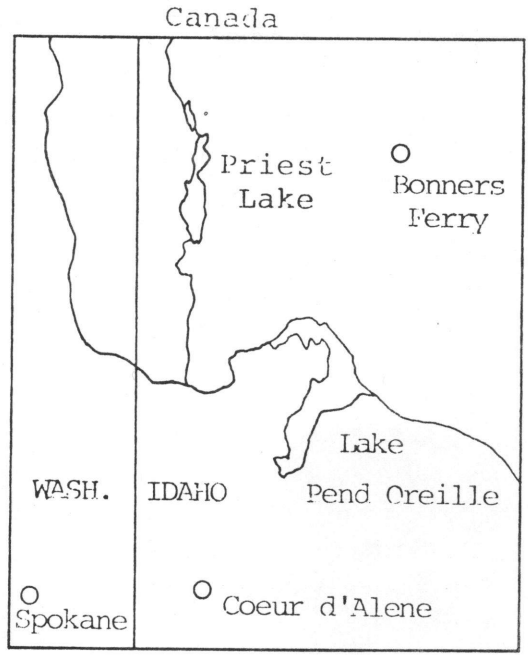 Canada
Priest
Lake
Bonners
Ferry
Lake
WASH. IDAHO Pend Oreille
Coeur d'Alene
Spokane